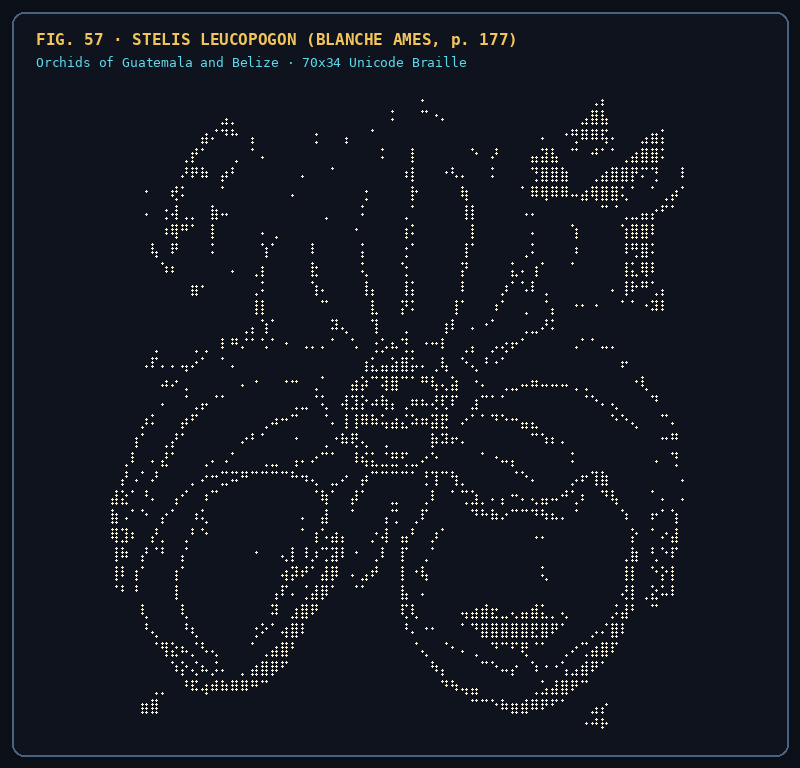 FIG. 57 · STELIS LEUCOPOGON (BLANCHE AMES, p. 177)
Orchids of Guatemala and Belize · 70x34 Unicode Braille